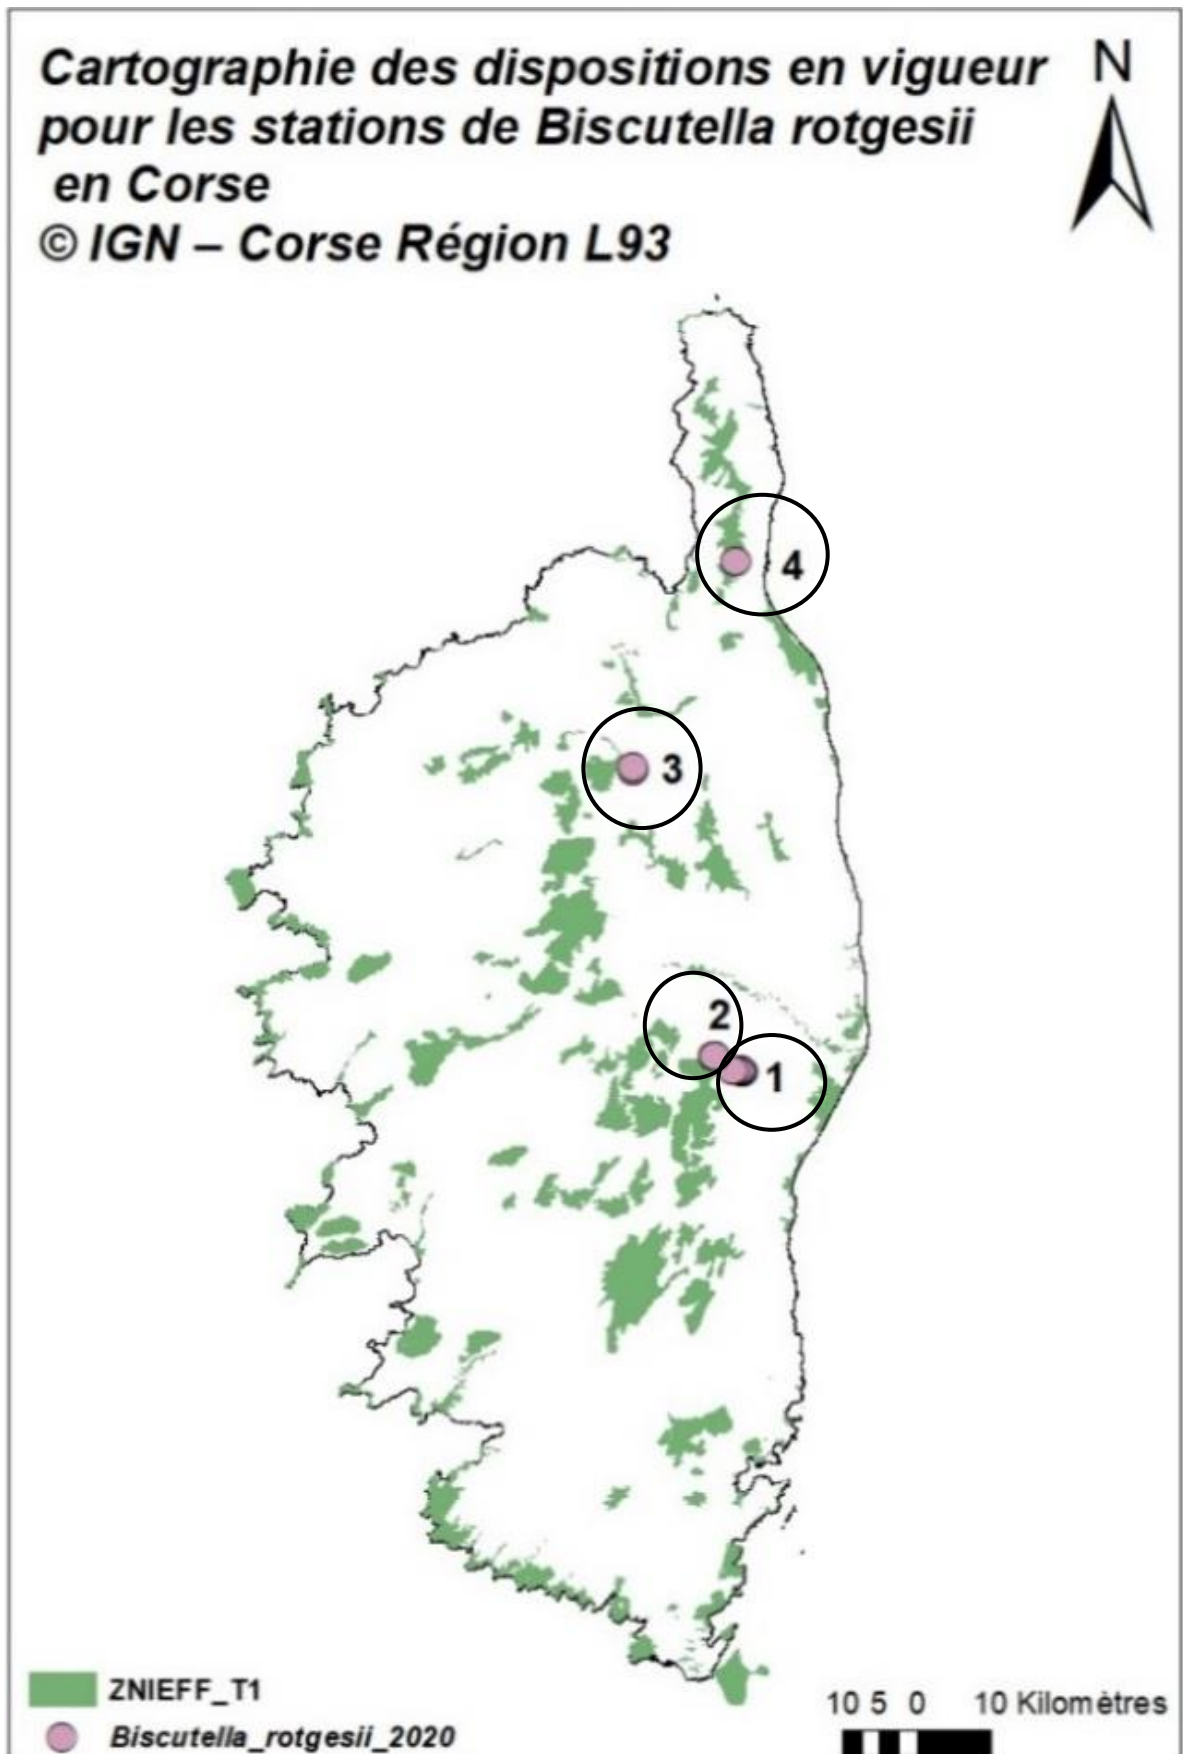 Cartographie des dispositions en vigueur
pour les stations de Biscutella rotgesii
en Corse
© IGN – Corse Région L93
N
4
3
2
1
ZNIEFF_T1
Biscutella_rotgesii_2020
10 5 0 10 Kilomètres